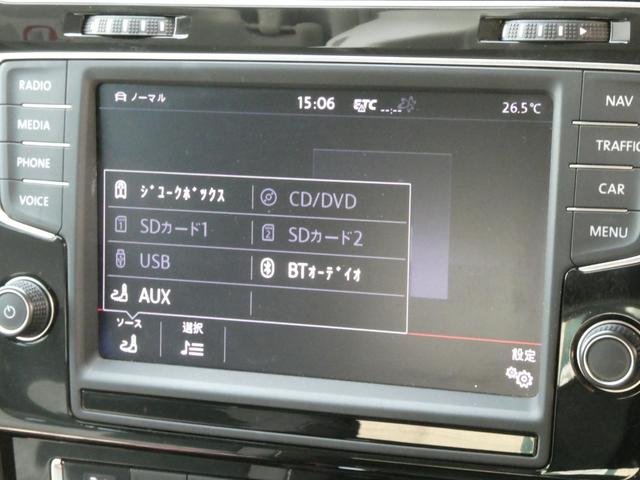 RADIO
MEDIA
PHONE
VOICE
NAV
TRAFFIC
CAR
MENU
ノーマル 15:06 ETC --:-- 26.5℃
ｼﾞｭｰｸﾎﾞｯｸｽ CD/DVD
SDカード1 SDカード2
USB BTｵｰﾃﾞｨｵ
AUX
ソース 選択 設定